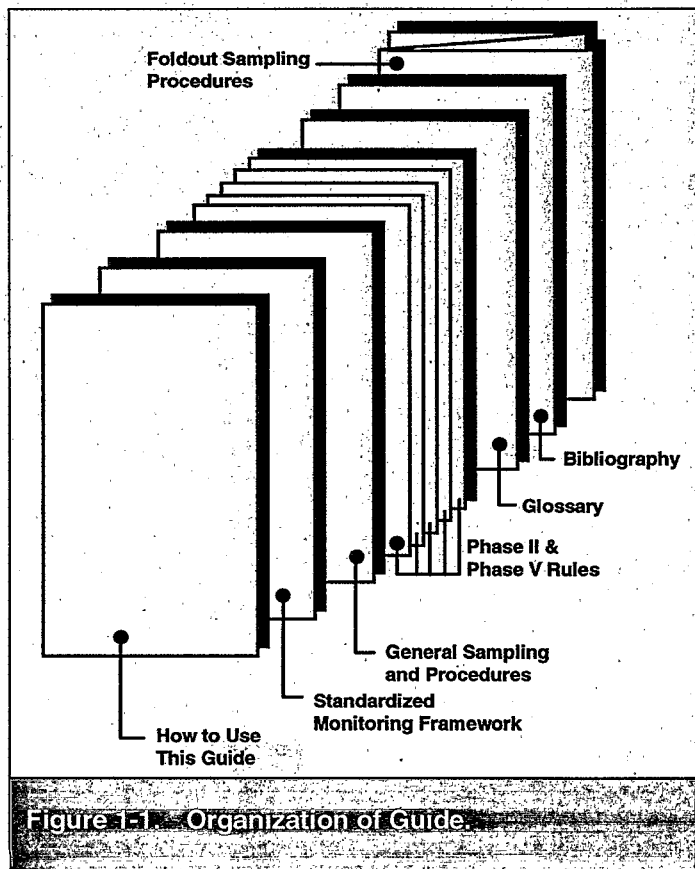 Foldout Sampling
Procedures
Bibliography
Glossary
Phase II &
Phase V Rules
General Sampling
and Procedures
Standardized
Monitoring Framework
How to Use
This Guide
Figure 1-1. Organization of Guide.